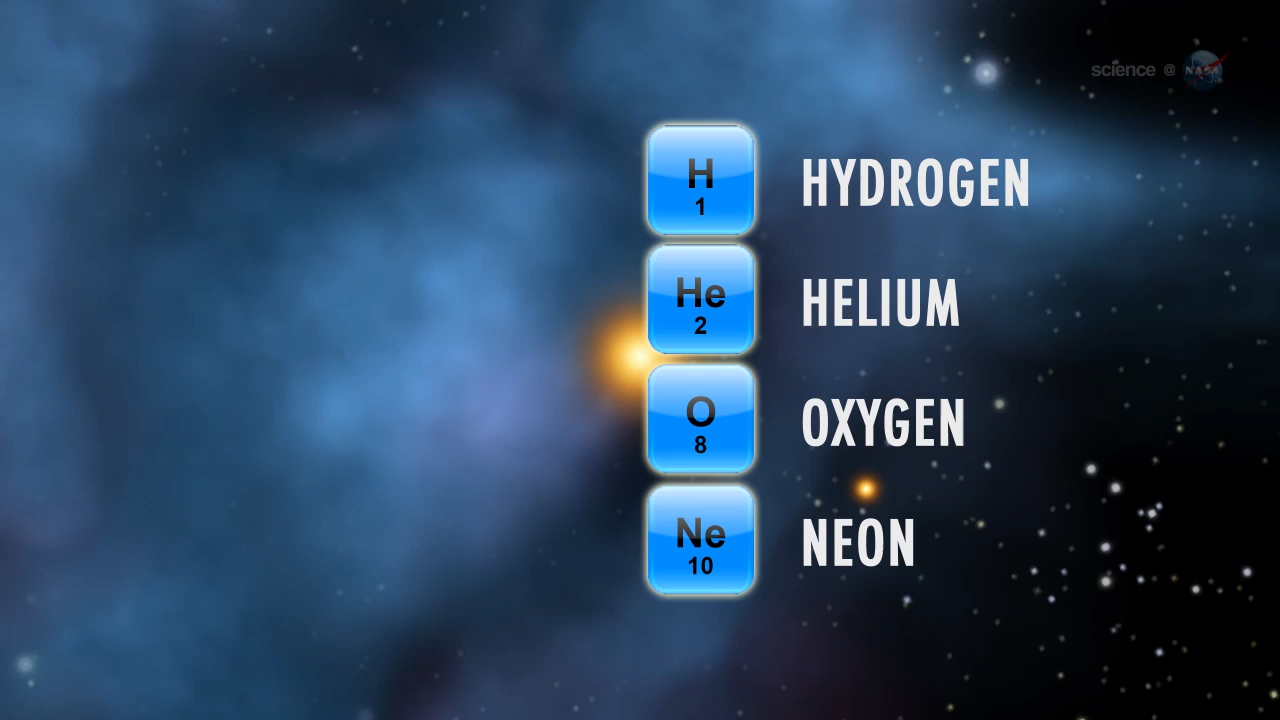 science @ NASA
H
1
HYDROGEN
He
2
HELIUM
O
8
OXYGEN
Ne
10
NEON